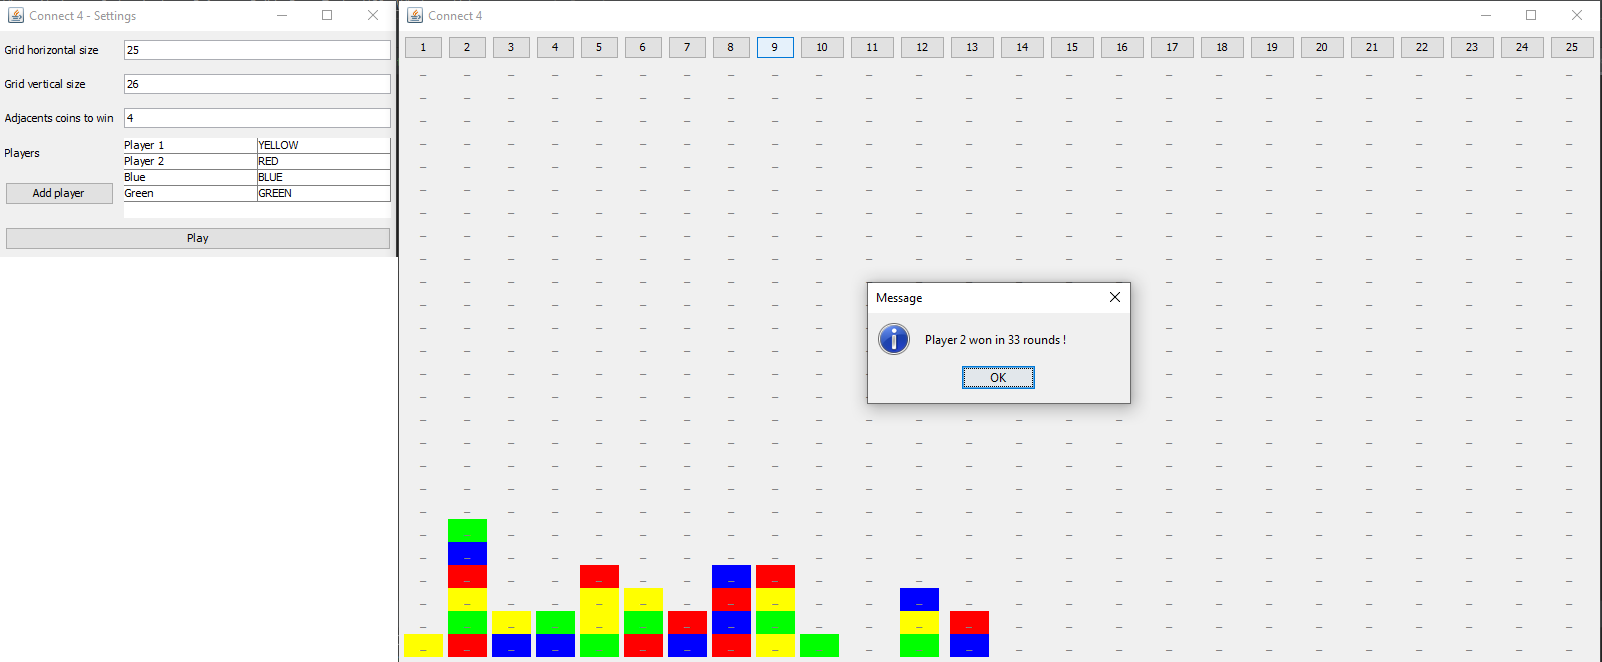 Connect 4 - Settings
Grid horizontal size 25
Grid vertical size 26
Adjacents coins to win 4
Players
Player 1 YELLOW
Player 2 RED
Blue BLUE
Green GREEN
Add player
Play
Connect 4
1 2 3 4 5 6 7 8 9 10 11 12 13 14 15 16 17 18 19 20 21 22 23 24 25
Message
Player 2 won in 33 rounds !
OK